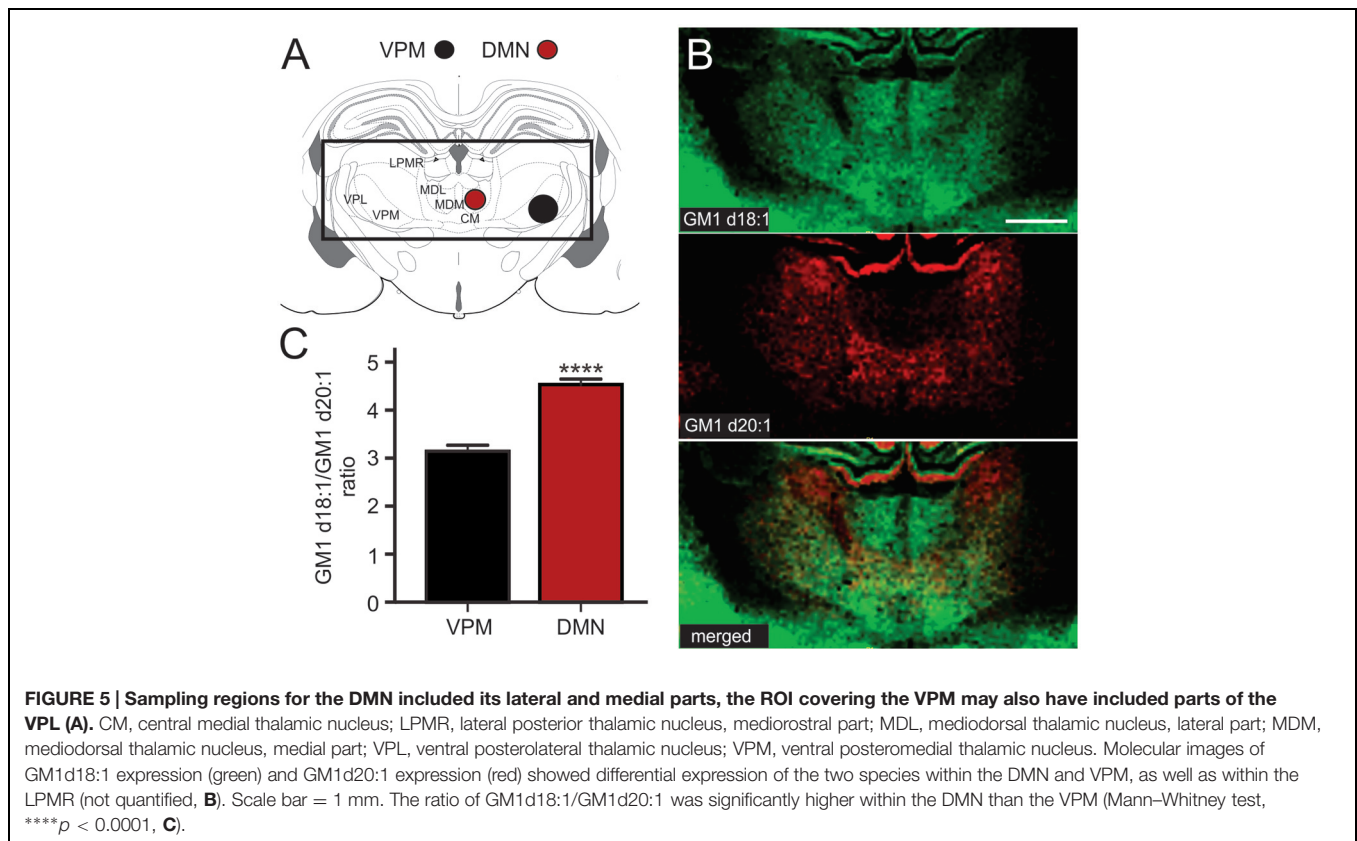 A
VPM DMN
LPMR
MDL
VPL
MDM
VPM
CM
B
GM1 d18:1
GM1 d20:1
merged
C
GM1 d18:1/GM1 d20:1
ratio
5
4
3
2
1
0
****
VPM DMN
FIGURE 5 | Sampling regions for the DMN included its lateral and medial parts, the ROI covering the VPM may also have included parts of the
VPL (A). CM, central medial thalamic nucleus; LPMR, lateral posterior thalamic nucleus, mediorostral part; MDL, mediodorsal thalamic nucleus, lateral part; MDM,
mediodorsal thalamic nucleus, medial part; VPL, ventral posterolateral thalamic nucleus; VPM, ventral posteromedial thalamic nucleus. Molecular images of
GM1d18:1 expression (green) and GM1d20:1 expression (red) showed differential expression of the two species within the DMN and VPM, as well as within the
LPMR (not quantified, B). Scale bar = 1 mm. The ratio of GM1d18:1/GM1d20:1 was significantly higher within the DMN than the VPM (Mann–Whitney test,
****p < 0.0001, C).